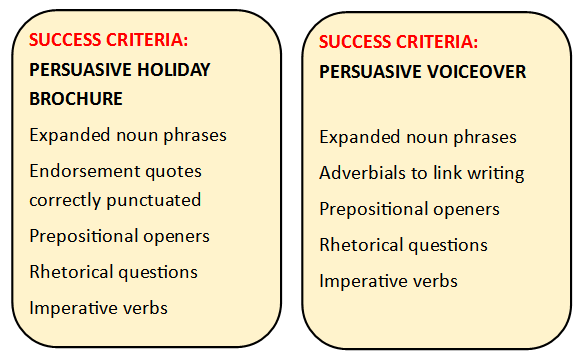 SUCCESS CRITERIA:
PERSUASIVE HOLIDAY
BROCHURE
Expanded noun phrases
Endorsement quotes
correctly punctuated
Prepositional openers
Rhetorical questions
Imperative verbs
SUCCESS CRITERIA:
PERSUASIVE VOICEOVER
Expanded noun phrases
Adverbials to link writing
Prepositional openers
Rhetorical questions
Imperative verbs